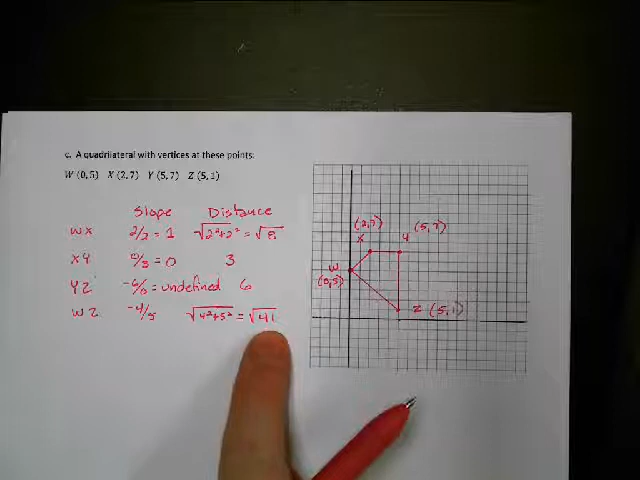 c. A quadrilateral with vertices at these points:
W (0,5) X (2,7) Y (5,7) Z (5,1)
Slope Distance
WX 2/2 = 1 √2²+2² = √8
XY 0/3 = 0 3
YZ -6/0 = undefined 6
WZ -4/5 √4²+5² = √41
(2,7)
X
Y (5,7)
W
(0,5)
Z (5,1)